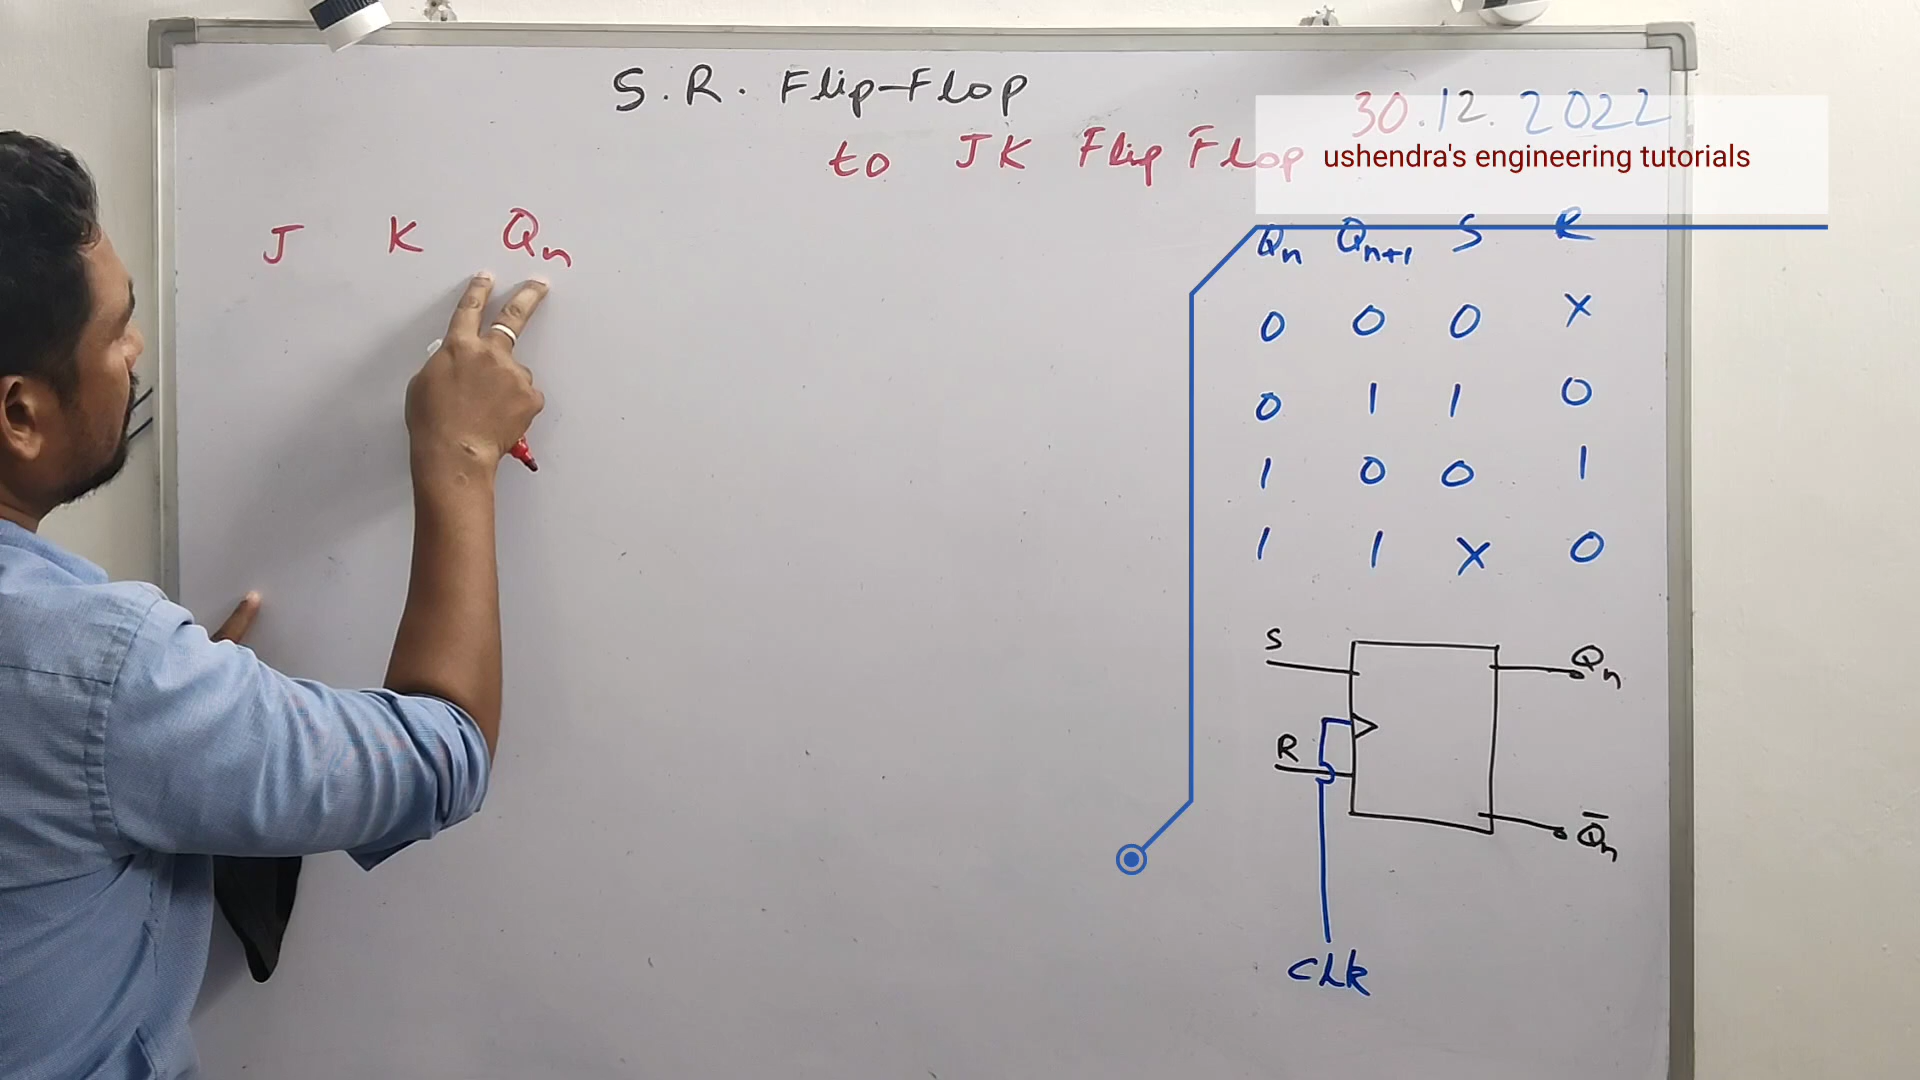 S.R. Flip-Flop
30.12.2022
to JK Flip Flop
ushendra's engineering tutorials
J K Qn
Qn Qn+1 S R
0 0 0 X
0 1 1 0
1 0 0 1
1 1 X 0
S
Qn
R
Q̅n
CLK